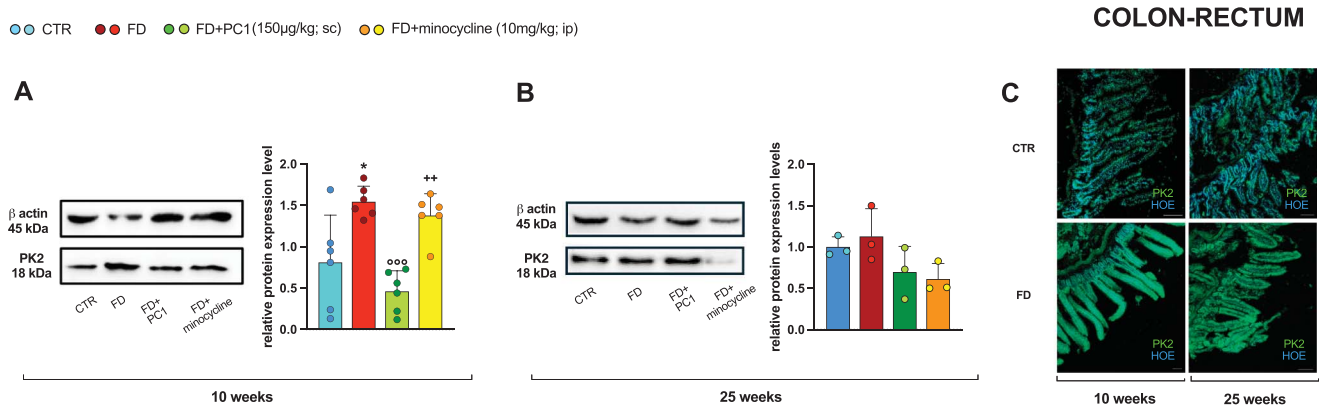 COLON-RECTUM
CTR FD FD+PC1(150µg/kg; sc) FD+minocycline (10mg/kg; ip)
A
β actin
45 kDa
PK2
18 kDa
CTR
FD
FD+
PC1
FD+
minocycline
relative protein expression level
2.0
1.5
1.0
0.5
0.0
*
°°°
++
10 weeks
B
β actin
45 kDa
PK2
18 kDa
CTR
FD
FD+
PC1
FD+
minocycline
relative protein expression levels
2.0
1.5
1.0
0.5
0.0
25 weeks
C
CTR
PK2
HOE
PK2
HOE
FD
PK2
HOE
PK2
HOE
10 weeks
25 weeks